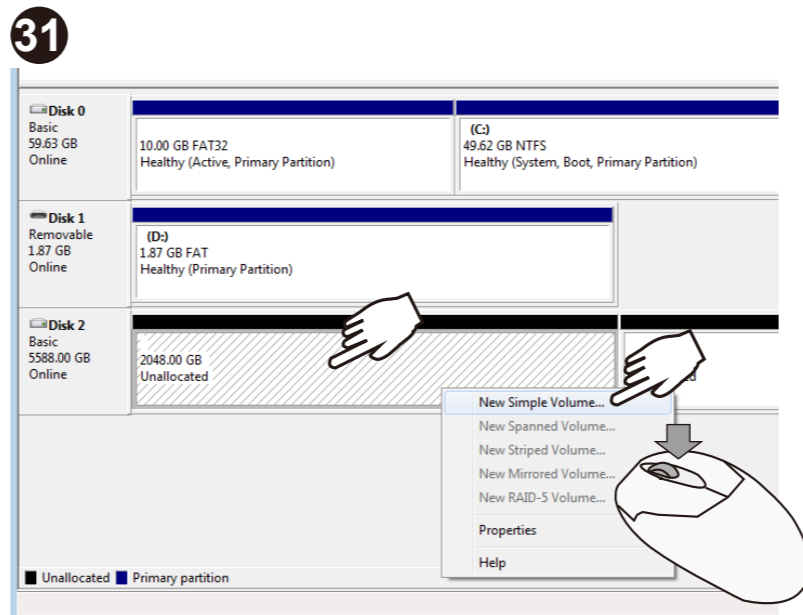 31
Disk 0
Basic
59.63 GB
Online
10.00 GB FAT32
Healthy (Active, Primary Partition)
(C:)
49.62 GB NTFS
Healthy (System, Boot, Primary Partition)
Disk 1
Removable
1.87 GB
Online
(D:)
1.87 GB FAT
Healthy (Primary Partition)
Disk 2
Basic
5588.00 GB
Online
2048.00 GB
Unallocated
New Simple Volume...
New Spanned Volume...
New Striped Volume...
New Mirrored Volume...
New RAID-5 Volume...
Properties
Help
Unallocated
Primary partition